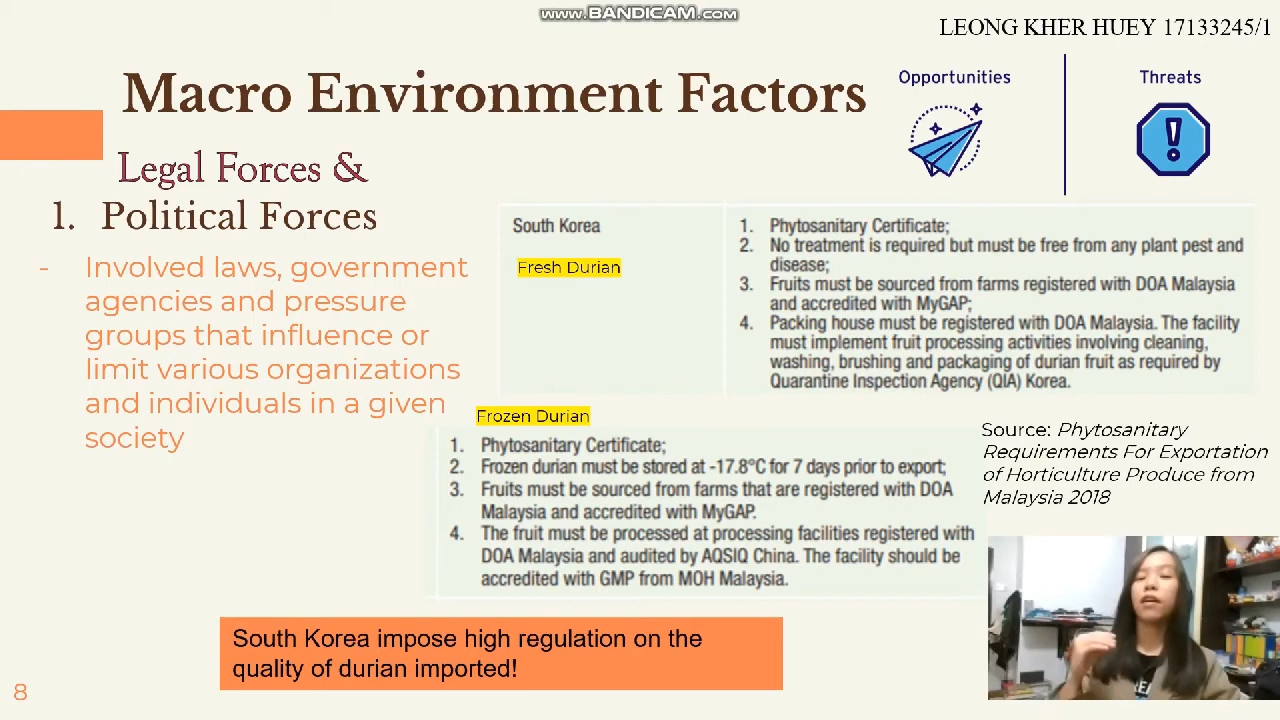 www.BANDICAM.com
LEONG KHER HUEY 17133245/1
Macro Environment Factors
Opportunities
Threats
Legal Forces &
1. Political Forces
- Involved laws, government
agencies and pressure
groups that influence or
limit various organizations
and individuals in a given
society
South Korea
Fresh Durian
1. Phytosanitary Certificate;
2. No treatment is required but must be free from any plant pest and
disease;
3. Fruits must be sourced from farms registered with DOA Malaysia
and accredited with MyGAP;
4. Packing house must be registered with DOA Malaysia. The facility
must implement fruit processing activities involving cleaning,
washing, brushing and packaging of durian fruit as required by
Quarantine Inspection Agency (QIA) Korea.
Frozen Durian
1. Phytosanitary Certificate;
2. Frozen durian must be stored at -17.8°C for 7 days prior to export;
3. Fruits must be sourced from farms that are registered with DOA
Malaysia and accredited with MyGAP.
4. The fruit must be processed at processing facilities registered with
DOA Malaysia and audited by AQSIQ China. The facility should be
accredited with GMP from MOH Malaysia.
Source: Phytosanitary
Requirements For Exportation
of Horticulture Produce from
Malaysia 2018
South Korea impose high regulation on the
quality of durian imported!
8